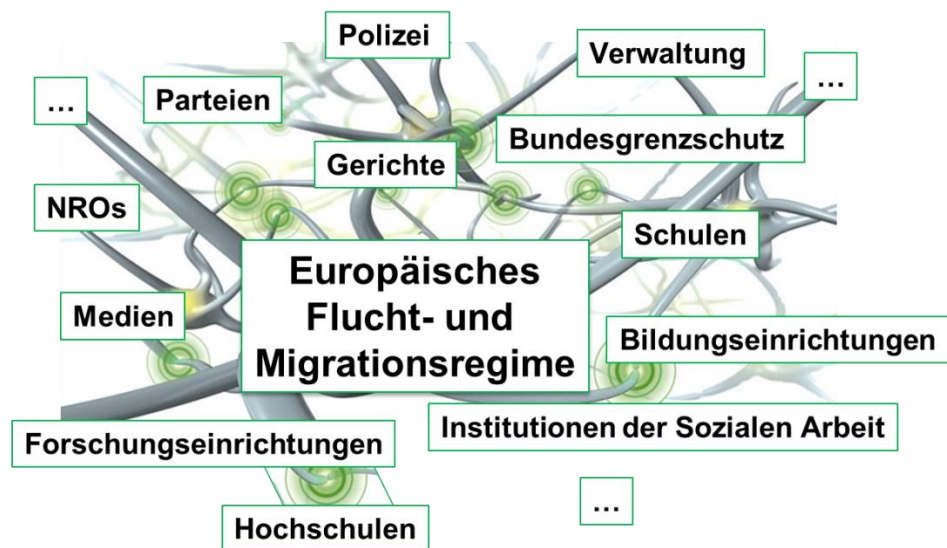 Polizei
Verwaltung
…
…
Parteien
Bundesgrenzschutz
Gerichte
NROs
Schulen
Europäisches
Flucht- und
Migrationsregime
Medien
Bildungseinrichtungen
Institutionen der Sozialen Arbeit
Forschungseinrichtungen
…
Hochschulen